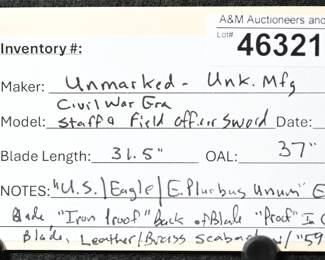 A&M Auctioneers and
Lot# 46321
Inventory #:
Maker: Unmarked - Unk. Mfg
Civil War Era
Model: Staff & Field Officer Sword Date:
Blade Length: 31.5" OAL: 37"
NOTES: "U.S./Eagle/E. Pluribus Unum" E
Blade "Iron Proof" back of Blade "Proof" In
Blade, Leather/Brass Scabbard w/ "59